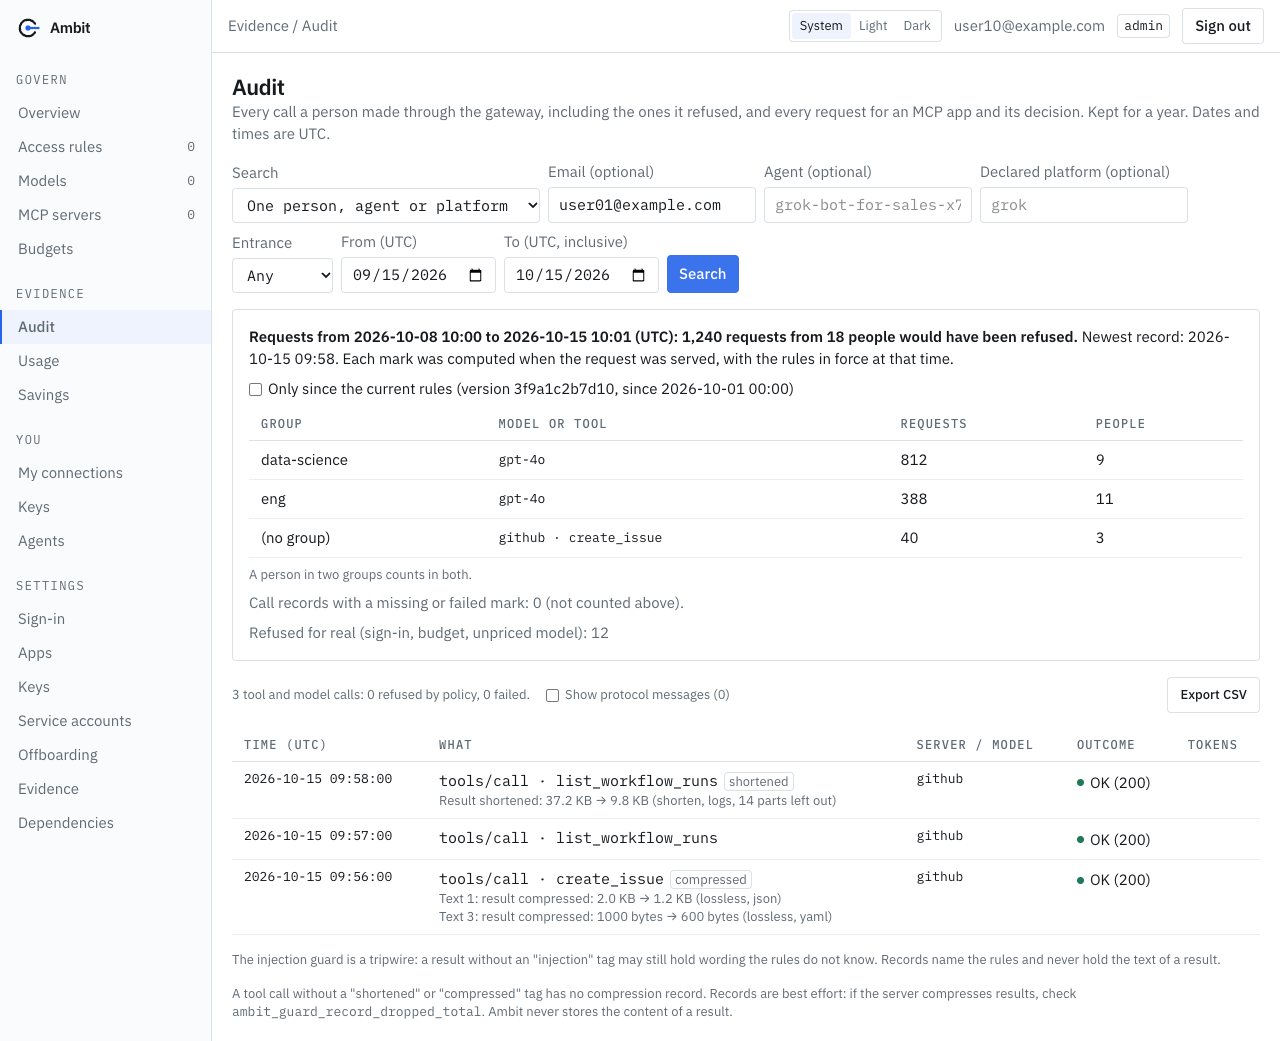 Ambit
Evidence / Audit
System Light Dark user10@example.com admin Sign out
GOVERN
Overview
Access rules 0
Models 0
MCP servers 0
Budgets
EVIDENCE
Audit
Usage
Savings
YOU
My connections
Keys
Agents
SETTINGS
Sign-in
Apps
Keys
Service accounts
Offboarding
Evidence
Dependencies
Audit
Every call a person made through the gateway, including the ones it refused, and every request for an MCP app and its decision. Kept for a year. Dates and
times are UTC.
Search Email (optional) Agent (optional) Declared platform (optional)
One person, agent or platform user01@example.com grok-bot-for-sales-x7 grok
Entrance From (UTC) To (UTC, inclusive)
Any 09/15/2026 10/15/2026 Search
Requests from 2026-10-08 10:00 to 2026-10-15 10:01 (UTC): 1,240 requests from 18 people would have been refused. Newest record: 2026-
10-15 09:58. Each mark was computed when the request was served, with the rules in force at that time.
Only since the current rules (version 3f9a1c2b7d10, since 2026-10-01 00:00)
GROUP MODEL OR TOOL REQUESTS PEOPLE
data-science gpt-4o 812 9
eng gpt-4o 388 11
(no group) github · create_issue 40 3
A person in two groups counts in both.
Call records with a missing or failed mark: 0 (not counted above).
Refused for real (sign-in, budget, unpriced model): 12
3 tool and model calls: 0 refused by policy, 0 failed. Show protocol messages (0) Export CSV
TIME (UTC) WHAT SERVER / MODEL OUTCOME TOKENS
2026-10-15 09:58:00 tools/call · list_workflow_runs shortened github OK (200)
Result shortened: 37.2 KB → 9.8 KB (shorten, logs, 14 parts left out)
2026-10-15 09:57:00 tools/call · list_workflow_runs github OK (200)
2026-10-15 09:56:00 tools/call · create_issue compressed github OK (200)
Text 1: result compressed: 2.0 KB → 1.2 KB (lossless, json)
Text 3: result compressed: 1000 bytes → 600 bytes (lossless, yaml)
The injection guard is a tripwire: a result without an "injection" tag may still hold wording the rules do not know. Records name the rules and never hold the text of a result.
A tool call without a "shortened" or "compressed" tag has no compression record. Records are best effort: if the server compresses results, check
ambit_guard_record_dropped_total. Ambit never stores the content of a result.